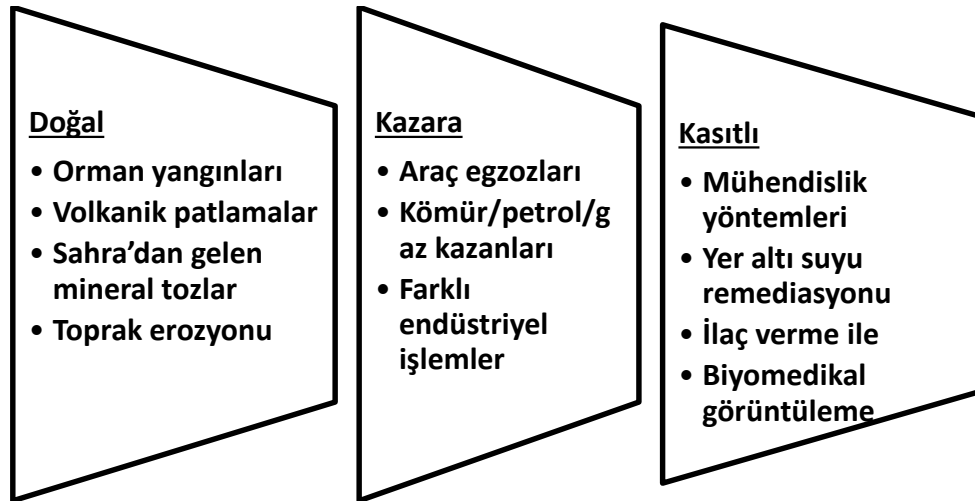 Doğal
• Orman yangınları
• Volkanik patlamalar
• Sahra’dan gelen
mineral tozlar
• Toprak erozyonu
Kazara
• Araç egzozları
• Kömür/petrol/g
az kazanları
• Farklı
endüstriyel
işlemler
Kasıtlı
• Mühendislik
yöntemleri
• Yer altı suyu
remediasyonu
• İlaç verme ile
• Biyomedikal
görüntüleme